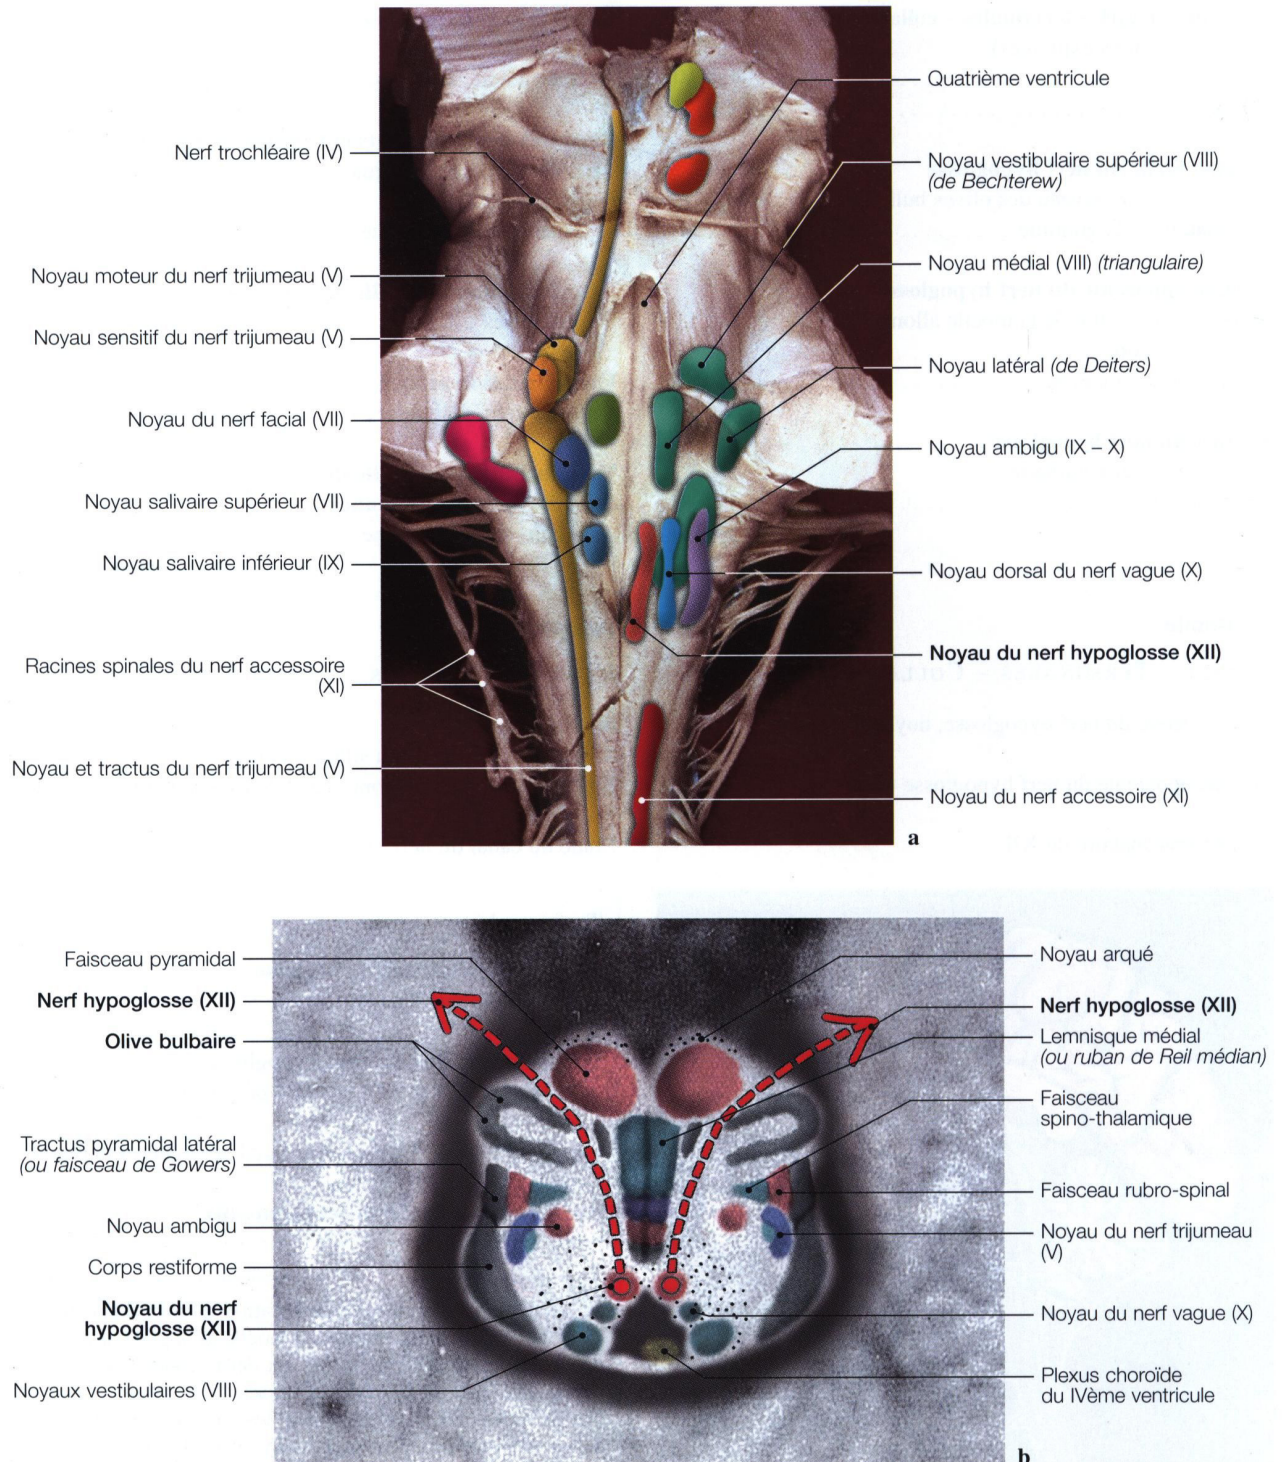 Nerf trochléaire (IV)
Noyau moteur du nerf trijumeau (V)
Noyau sensitif du nerf trijumeau (V)
Noyau du nerf facial (VII)
Noyau salivaire supérieur (VII)
Noyau salivaire inférieur (IX)
Racines spinales du nerf accessoire
(XI)
Noyau et tractus du nerf trijumeau (V)
Quatrième ventricule
Noyau vestibulaire supérieur (VIII)
(de Bechterew)
Noyau médial (VIII) (triangulaire)
Noyau latéral (de Deiters)
Noyau ambigu (IX – X)
Noyau dorsal du nerf vague (X)
Noyau du nerf hypoglosse (XII)
Noyau du nerf accessoire (XI)
a
Faisceau pyramidal
Nerf hypoglosse (XII)
Olive bulbaire
Tractus pyramidal latéral
(ou faisceau de Gowers)
Noyau ambigu
Corps restiforme
Noyau du nerf
hypoglosse (XII)
Noyaux vestibulaires (VIII)
Noyau arqué
Nerf hypoglosse (XII)
Lemnisque médial
(ou ruban de Reil médian)
Faisceau
spino-thalamique
Faisceau rubro-spinal
Noyau du nerf trijumeau
(V)
Noyau du nerf vague (X)
Plexus choroïde
du IVème ventricule
b